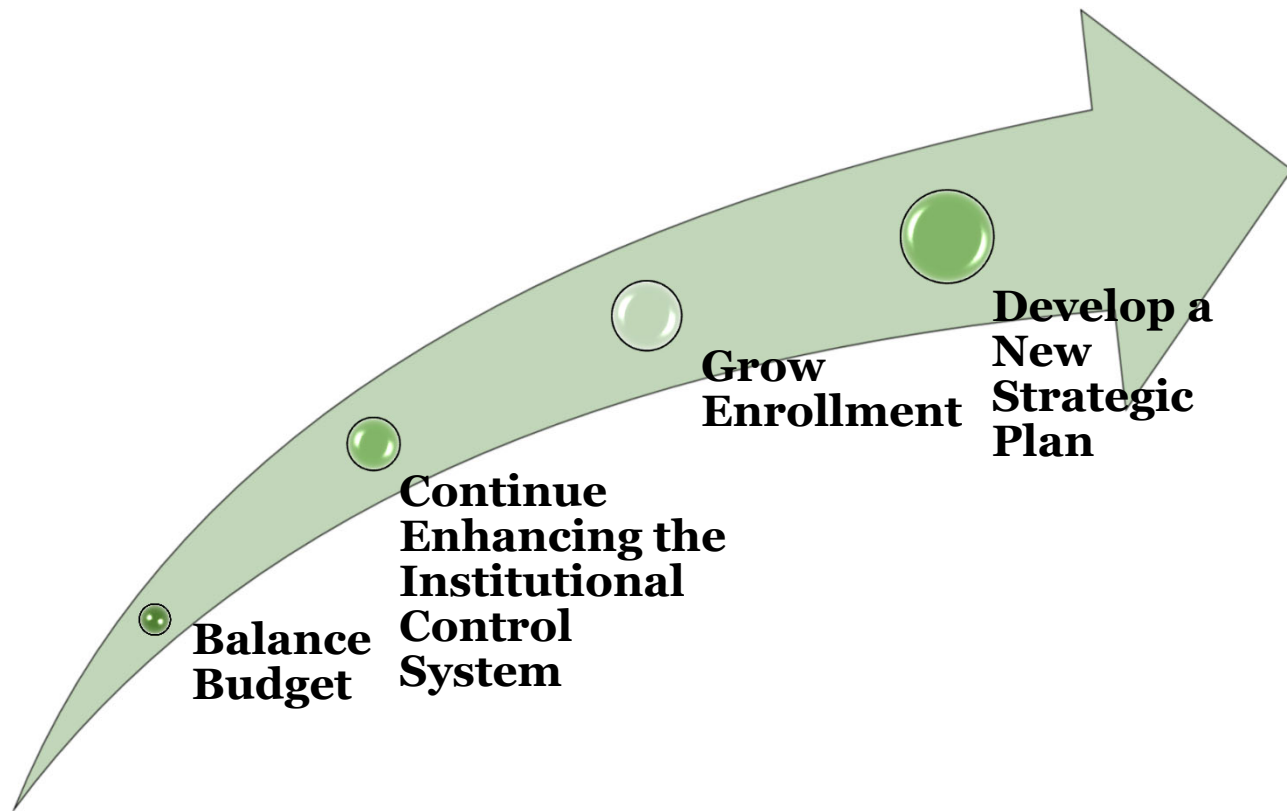 Balance
Budget
Continue
Enhancing the
Institutional
Control
System
Grow
Enrollment
Develop a
New
Strategic
Plan